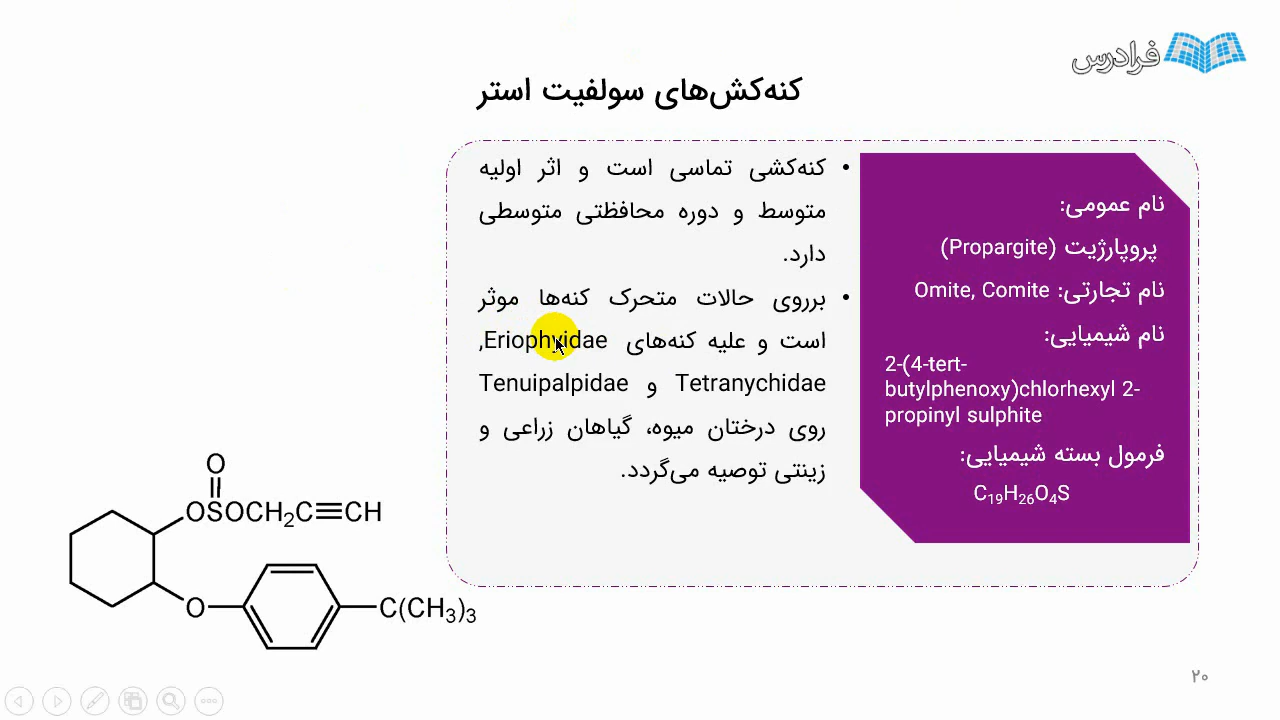 فرادرس
کنه‌کش‌های سولفیت استر
نام عمومی:
پروپارژیت (Propargite)
نام تجارتی: Omite, Comite
نام شیمیایی:
2-(4-tert-
butylphenoxy)chlorhexyl 2-
propinyl sulphite
فرمول بسته شیمیایی:
C₁₉H₂₆O₄S
• کنه‌کشی تماسی است و اثر اولیه
متوسط و دوره محافظتی متوسطی
دارد.
• برروی حالات متحرک کنه‌ها موثر
است و علیه کنه‌های Eriophyidae,
Tetranychidae و Tenuipalpidae
روی درختان میوه، گیاهان زراعی و
زینتی توصیه می‌گردد.
O
OSOCH₂C≡CH
O
C(CH₃)₃
۲۰